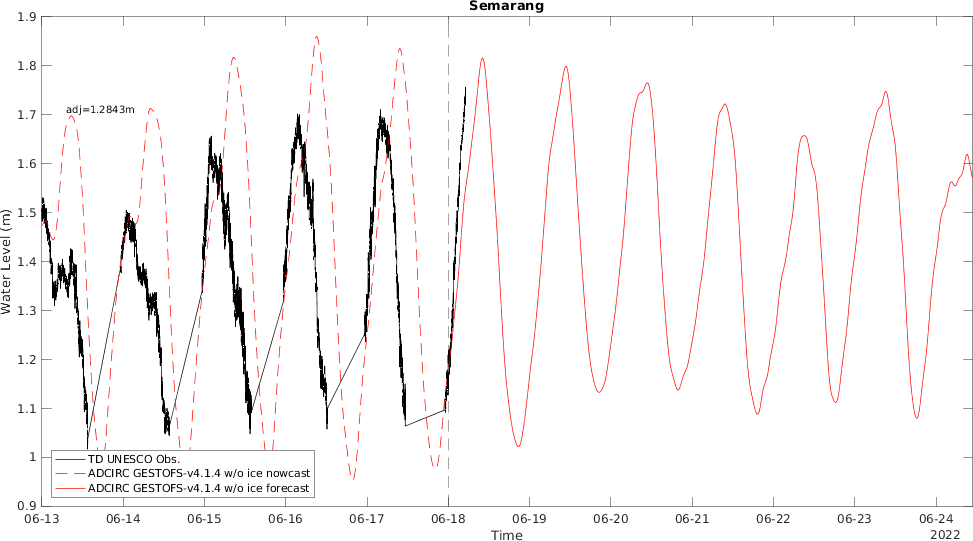 Semarang
1.9
1.8
1.7
1.6
1.5
1.4
1.3
1.2
1.1
1
0.9
Water Level (m)
adj=1.2843m
TD UNESCO Obs.
ADCIRC GESTOFS-v4.1.4 w/o ice nowcast
ADCIRC GESTOFS-v4.1.4 w/o ice forecast
06-13 06-14 06-15 06-16 06-17 06-18 06-19 06-20 06-21 06-22 06-23 06-24
2022
Time